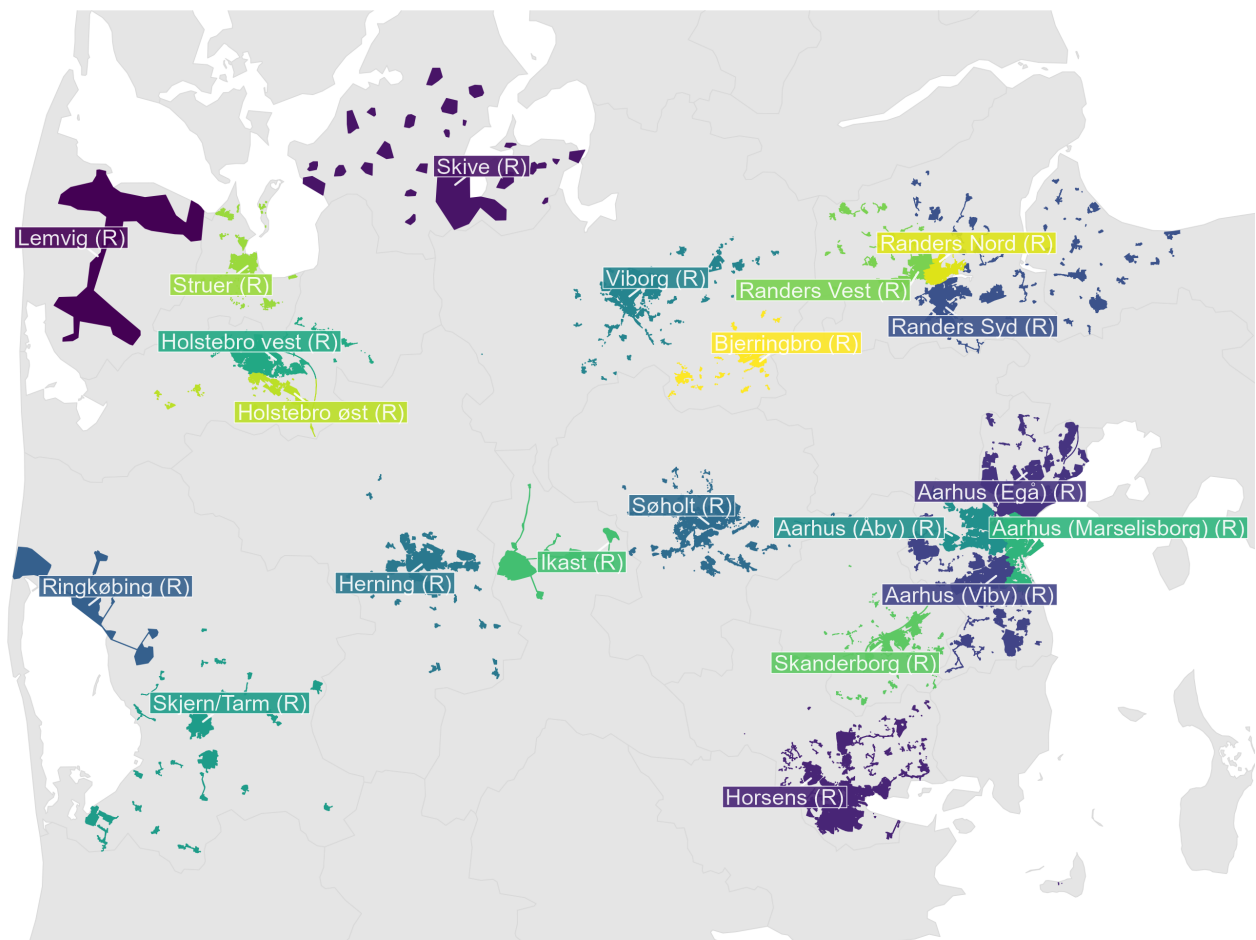 Skive (R)
Lemvig (R)
Randers Nord (R)
Struer (R)
Viborg (R)
Randers Vest (R)
Randers Syd (R)
Holstebro vest (R)
Bjerringbro (R)
Holstebro øst (R)
Aarhus (Egå) (R)
Søholt (R)
Aarhus (Åby) (R)
Aarhus (Marselisborg) (R)
Ikast (R)
Herning (R)
Ringkøbing (R)
Aarhus (Viby) (R)
Skanderborg (R)
Skjern/Tarm (R)
Horsens (R)